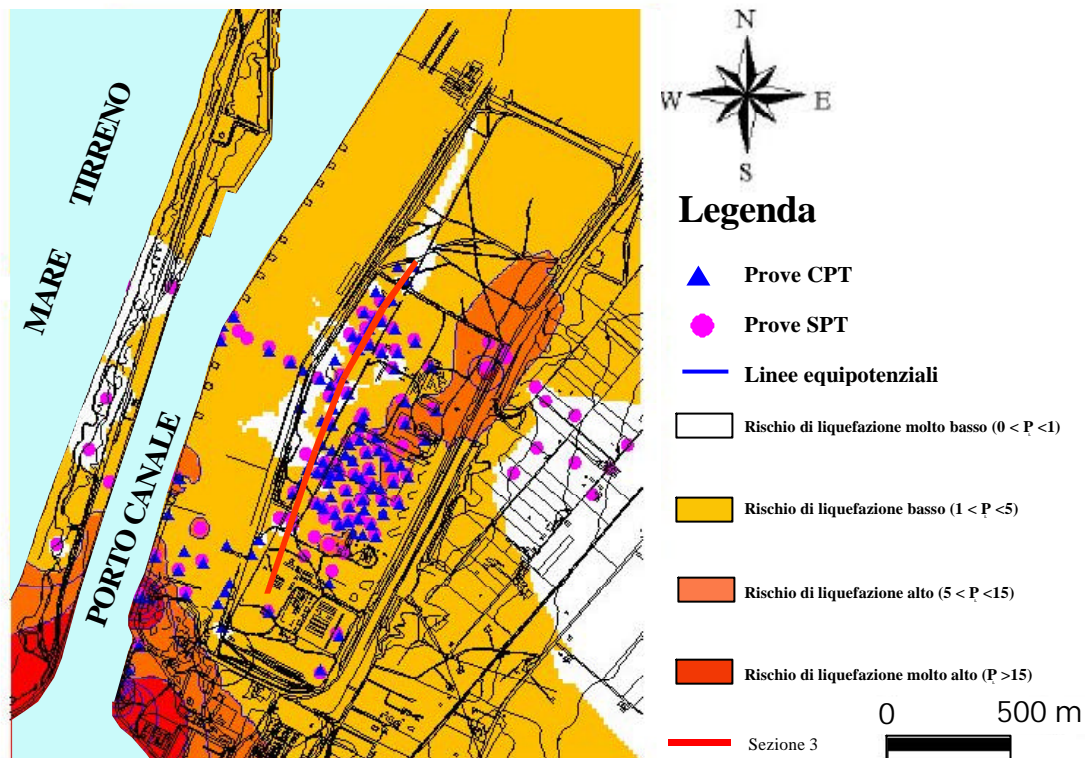 MARE TIRRENO
PORTO CANALE
N
W E
S
Legenda
Prove CPT
Prove SPT
Linee equipotenziali
Rischio di liquefazione molto basso (0 < P <1)
Rischio di liquefazione basso (1 < P <5)
Rischio di liquefazione alto (5 < P <15)
Rischio di liquefazione molto alto (P >15)
Sezione 3
0 500 m